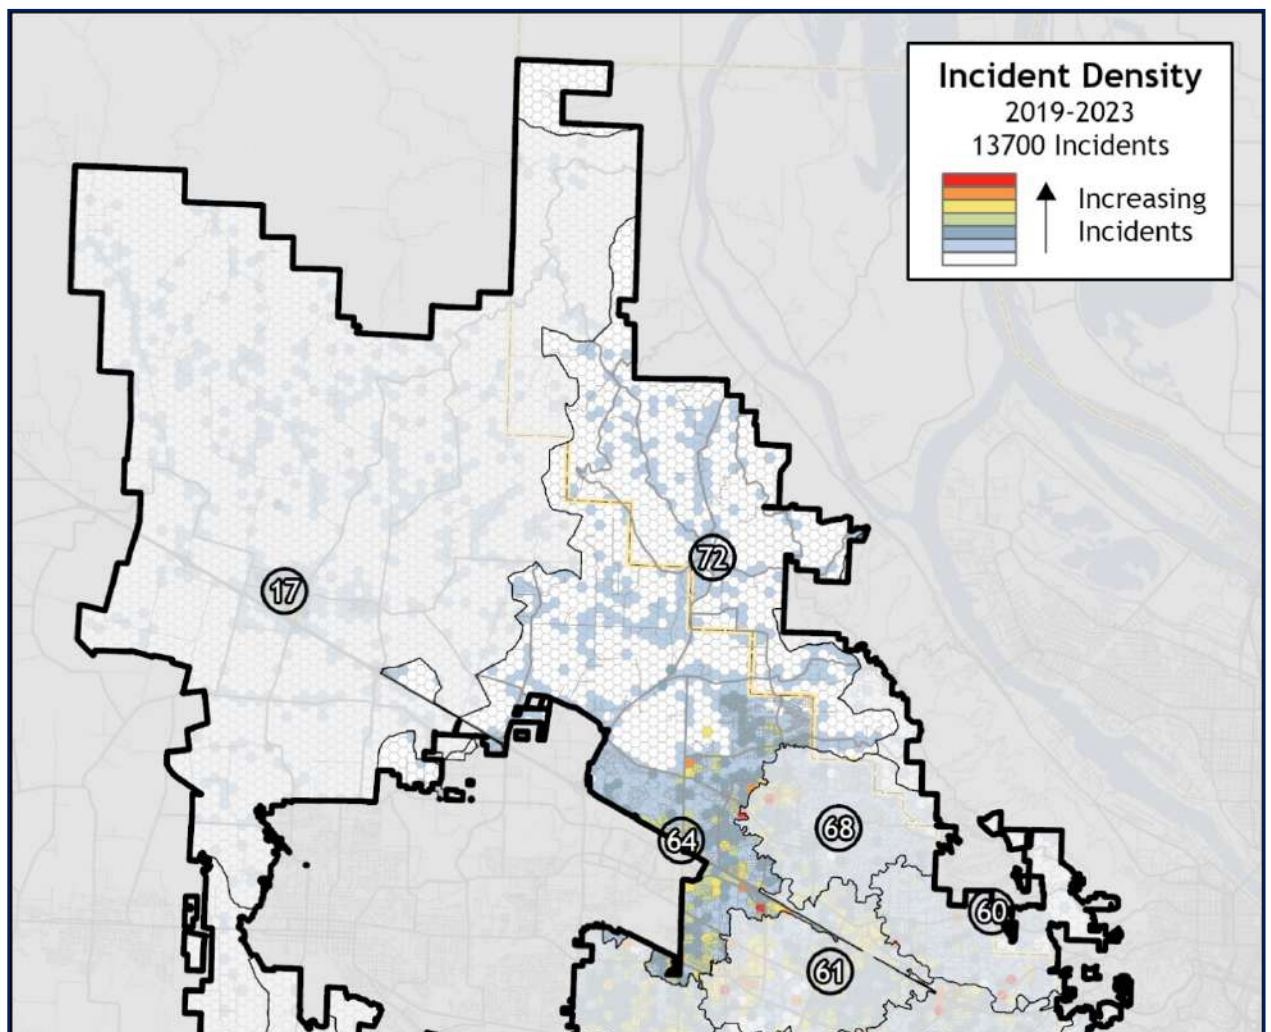 Incident Density
2019-2023
13700 Incidents
Increasing
Incidents
72
17
68
64
60
61